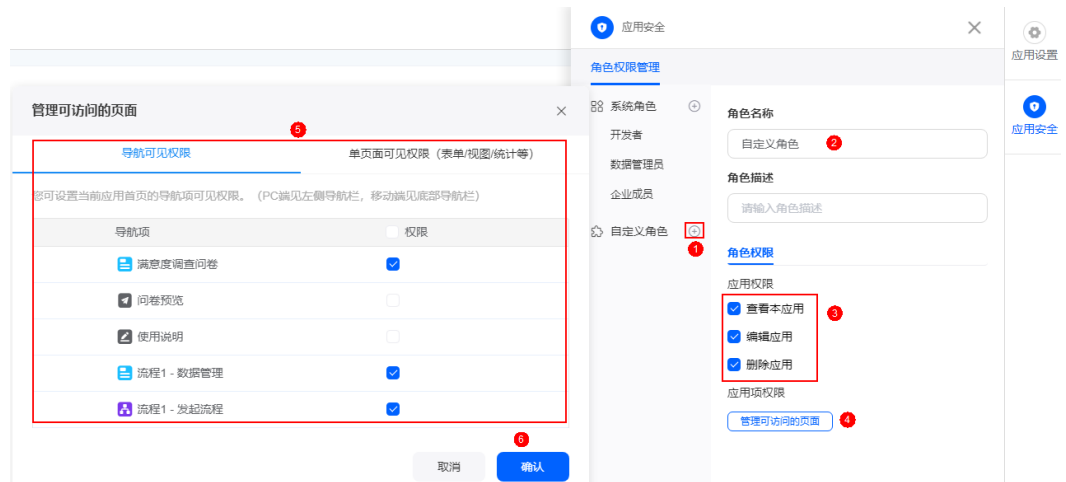 应用安全
应用设置
应用安全
角色权限管理
系统角色
开发者
数据管理员
企业成员
自定义角色
1
角色名称
自定义角色
2
角色描述
请输入角色描述
角色权限
应用权限
查看本应用
编辑应用
删除应用
3
应用项权限
管理可访问的页面
4
管理可访问的页面
5
导航可见权限
单页面可见权限（表单/视图/统计等）
您可设置当前应用首页的导航项可见权限。（PC端见左侧导航栏，移动端见底部导航栏）
导航项 权限
满意度调查问卷
问卷预览
使用说明
流程1 - 数据管理
流程1 - 发起流程
6
取消 确认